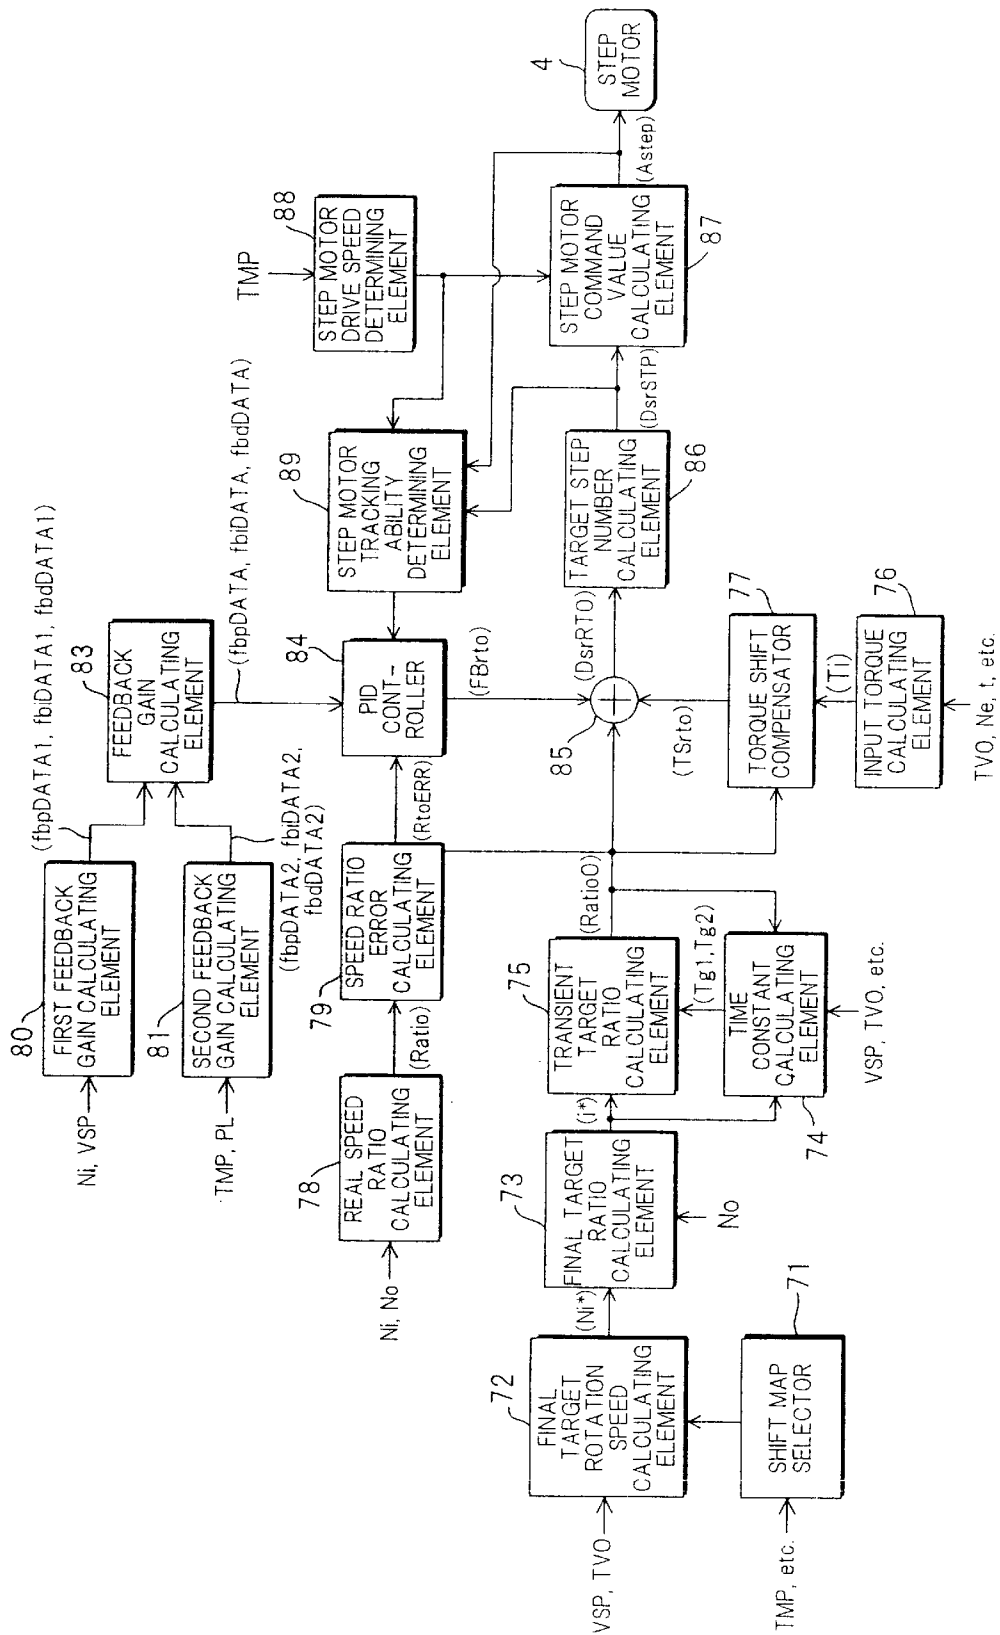 80
FIRST FEEDBACK
GAIN CALCULATING
ELEMENT
Ni, VSP
(fbpDATA1, fbiDATA1, fbdDATA1)
81
SECOND FEEDBACK
GAIN CALCULATING
ELEMENT
TMP, PL
(fbpDATA2, fbiDATA2,
fbdDATA2)
83
FEEDBACK
GAIN
CALCULATING
ELEMENT
(fbpDATA, fbiDATA, fbdDATA)
TMP
88
STEP MOTOR
DRIVE SPEED
DETERMINING
ELEMENT
78
REAL SPEED
RATIO
CALCULATING
ELEMENT
Ni, No
(Ratio)
79
SPEED RATIO
ERROR
CALCULATING
ELEMENT
(RtoERR)
84
PID
CONT-
ROLLER
(FBrto)
89
STEP MOTOR
TRACKING
ABILITY
DETERMINING
ELEMENT
72
FINAL
TARGET
ROTATION
SPEED
CALCULATING
ELEMENT
VSP, TVO
(Ni*)
73
FINAL TARGET
RATIO
CALCULATING
ELEMENT
No
(i*)
75
TRANSIENT
TARGET
RATIO
CALCULATING
ELEMENT
(Ratio0)
(Tg1,Tg2)
85
(DsrRTO)
TARGET STEP
NUMBER
CALCULATING
ELEMENT
86
(DsrSTP)
STEP MOTOR
COMMAND
VALUE
CALCULATING
ELEMENT
87
(Astep)
4
STEP
MOTOR
71
SHIFT MAP
SELECTOR
TMP, etc.
TIME
CONSTANT
CALCULATING
ELEMENT
74
VSP, TVO, etc.
(TSrto)
77
TORQUE SHIFT
COMPENSATOR
(Ti)
76
INPUT TORQUE
CALCULATING
ELEMENT
TVO, Ne, t, etc.